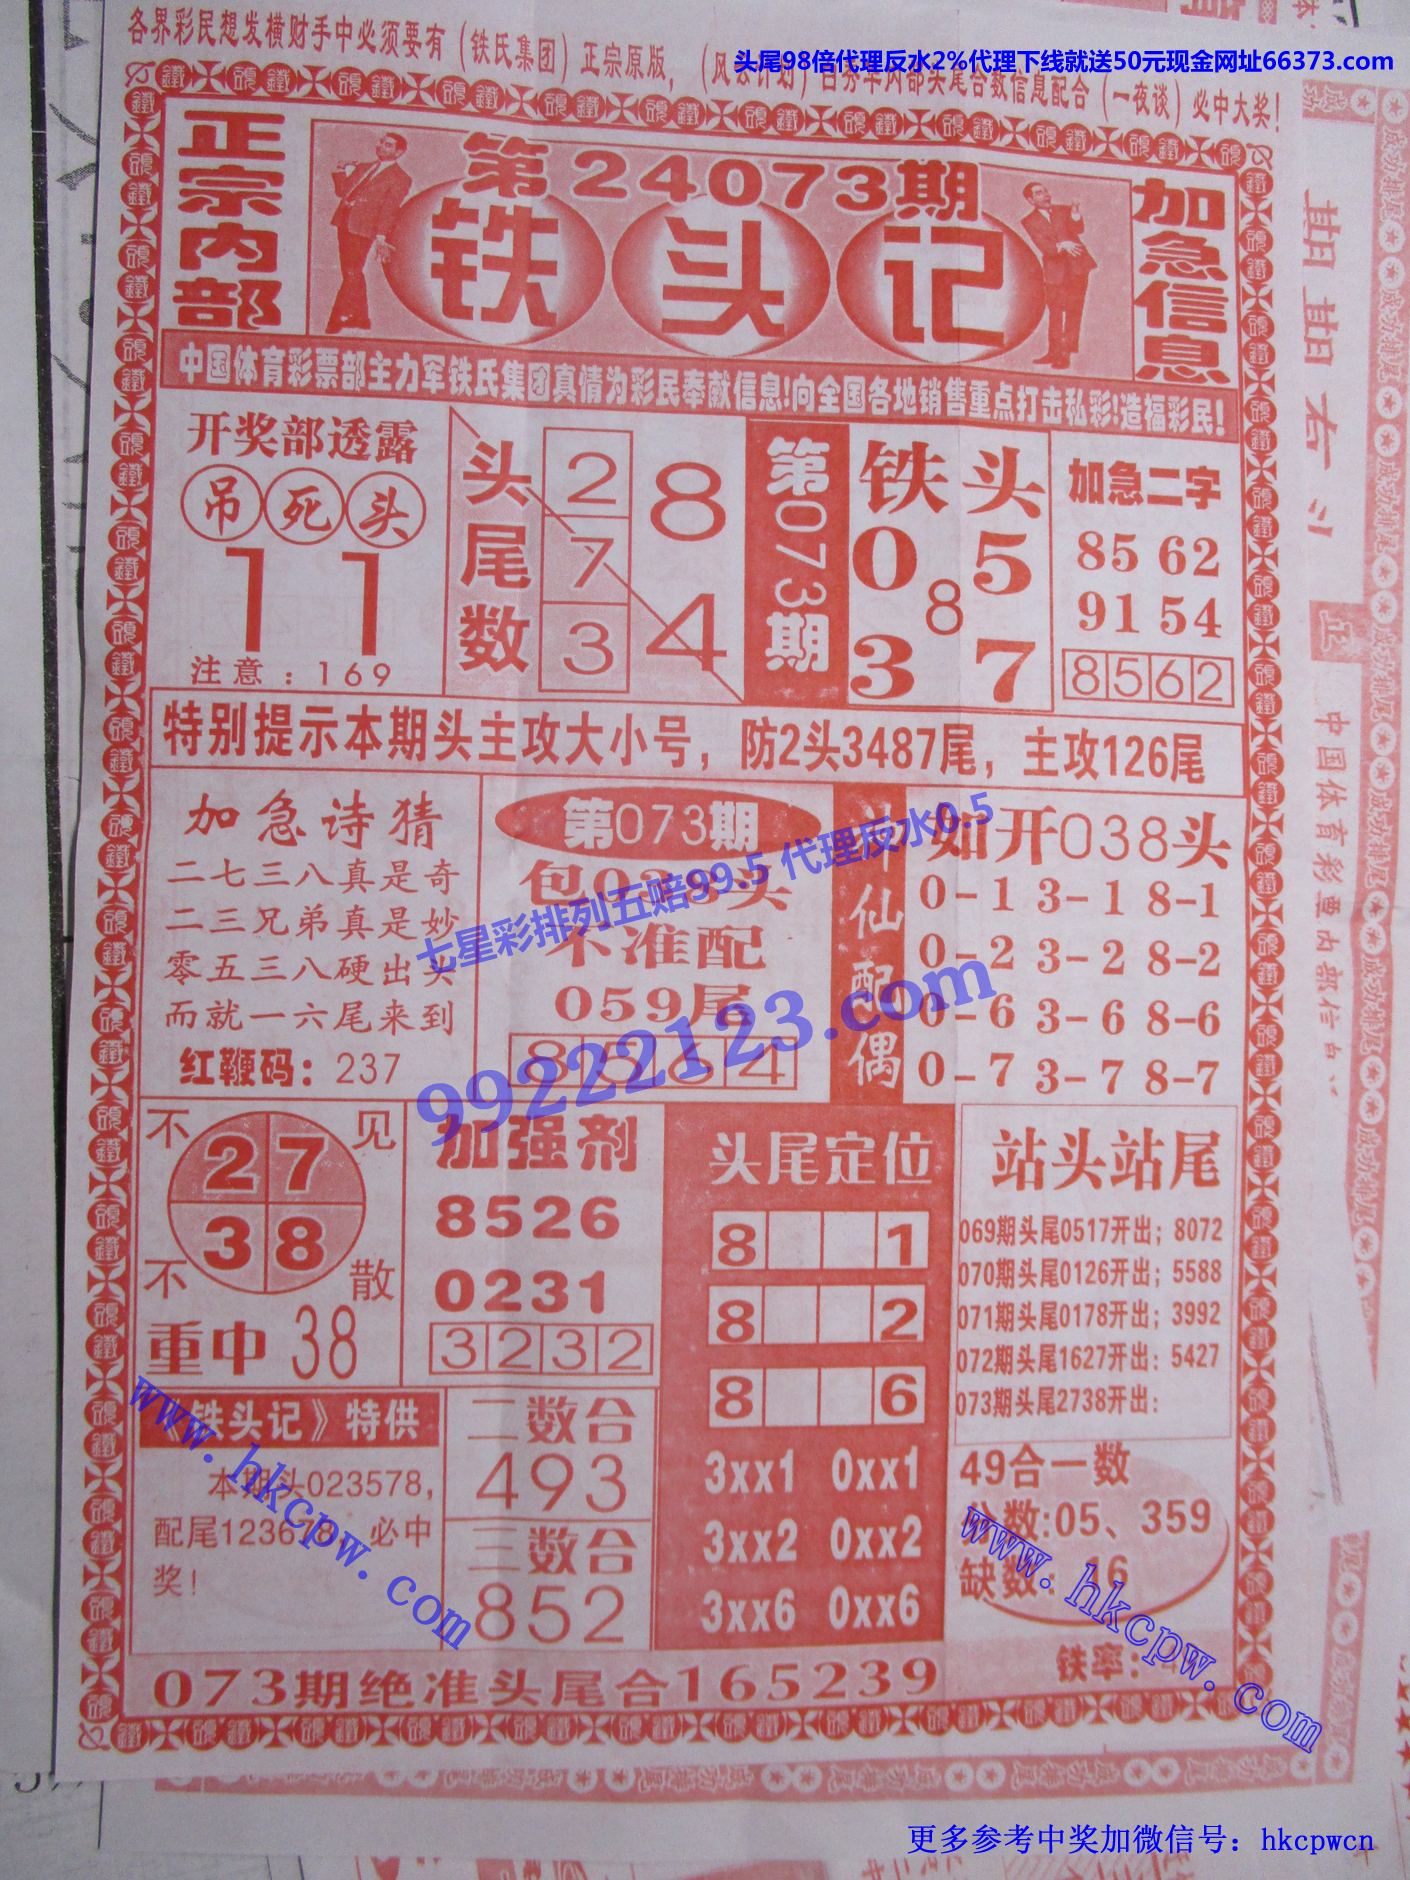 各界彩民想发横财手中必须要有（铁氏集团）正宗原版，
头尾98倍代理反水2%代理下线就送50元现金网址66373.com
（一夜谈）必中大奖！
正宗内部
第24073期
铁头记
加急信息
中国体育彩票部主力军铁氏集团真情为彩民奉献信息!向全国各地销售重点打击私彩!造福彩民!
开奖部透露
吊死头
11
注意：169
头尾数
2
7
3
8
4
第073期
铁头
0 5
8
3 7
加急二字
85 62
91 54
8562
特别提示本期头主攻大小号，防2头3487尾，主攻126尾
加急诗猜
二七三八真是奇
二三兄弟真是妙
零五三八硬出头
而就一六尾来到
红鞭码：237
第073期
包038头
不准配
059尾
8564
七星彩排列五赔99.5 代理反水0.5
99222123.com
仙配偶
如开038头
0-1 3-1 8-1
0-2 3-2 8-2
0-6 3-6 8-6
0-7 3-7 8-7
不见
27
38
不散
重中38
加强剂
8526
0231
3232
头尾定位
8 1
8 2
8 6
3xx1 0xx1
3xx2 0xx2
3xx6 0xx6
站头站尾
069期头尾0517开出；8072
070期头尾0126开出；5588
071期头尾0178开出；3992
072期头尾1627开出：5427
073期头尾2738开出：
《铁头记》特供
本期头023578，
配尾123678，必中
奖！
二数合
493
三数合
852
49合一数
分数:05、359
缺数：16
铁率：
073期绝准头尾合165239
www.hkcpw.com
www.hkcpw.com
期期右斗
正
中国体育彩票内部信
更多参考中奖加微信号：hkcpwcn